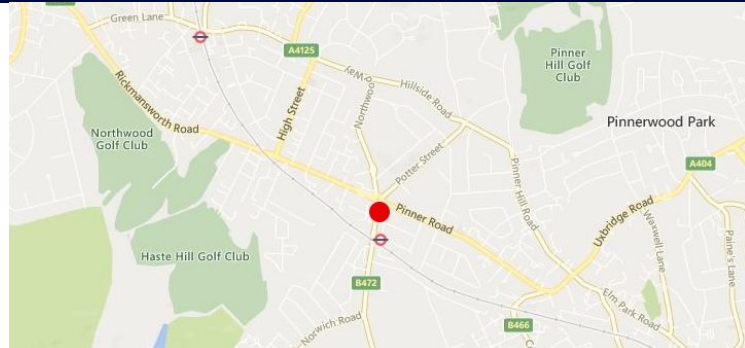 Green Lane
A4125
Pinner
Hill Golf
Club
Way
Hillside Road
Rickmansworth Road
High Street
Northwood
Pinnerwood Park
Northwood
Golf Club
Potter Street
A404
Pinner Hill Road
Pinner Road
Uxbridge Road
Waxwell Lane
Paine's Lane
Haste Hill Golf Club
B472
Elm Park Road
Norwich Road
B466